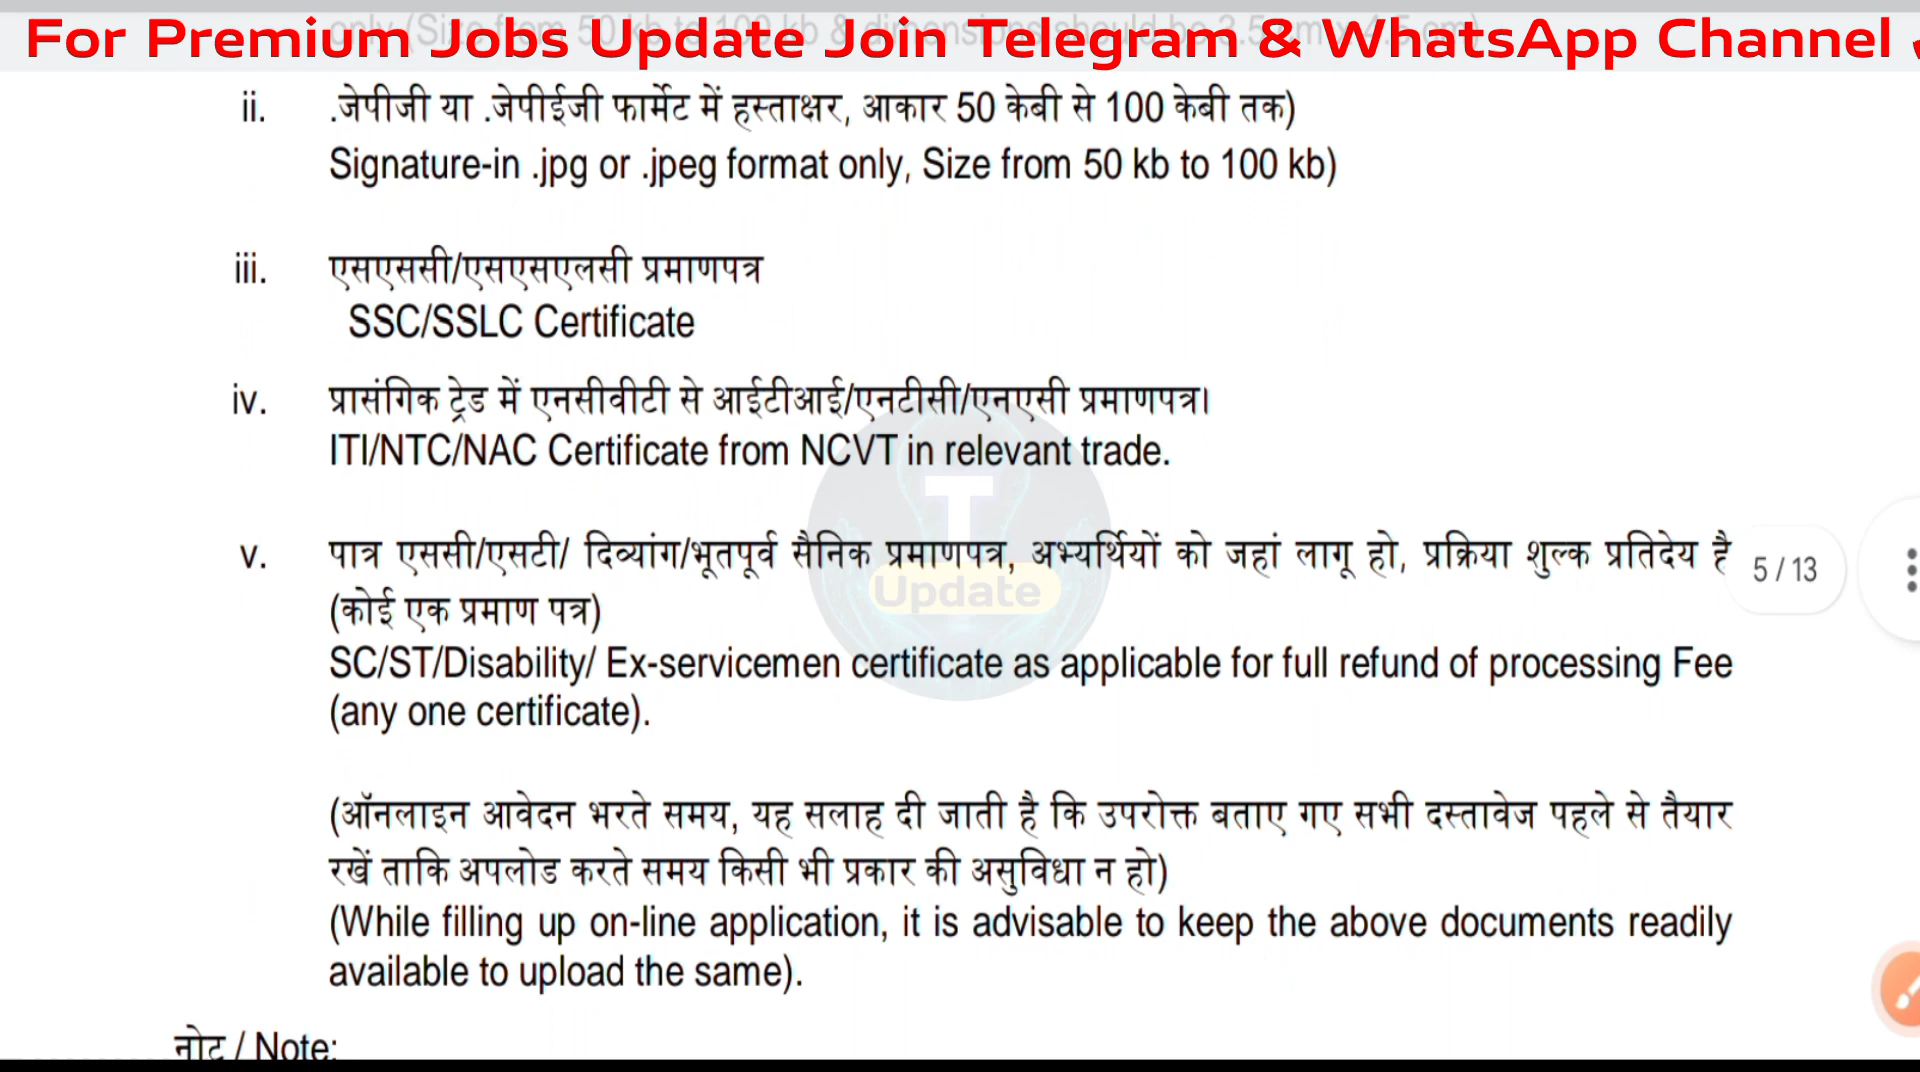 For Premium Jobs Update Join Telegram & WhatsApp Channel
ii. .जेपीजी या .जेपीईजी फार्मेट में हस्ताक्षर, आकार 50 केबी से 100 केबी तक)
Signature-in .jpg or .jpeg format only, Size from 50 kb to 100 kb)
iii. एसएससी/एसएसएलसी प्रमाणपत्र
SSC/SSLC Certificate
iv. प्रासंगिक ट्रेड में एनसीवीटी से आईटीआई/एनटीसी/एनएसी प्रमाणपत्र।
ITI/NTC/NAC Certificate from NCVT in relevant trade.
T
v. पात्र एससी/एसटी/ दिव्यांग/भूतपूर्व सैनिक प्रमाणपत्र, अभ्यर्थियों को जहां लागू हो, प्रक्रिया शुल्क प्रतिदेय है
5 / 13
Update
(कोई एक प्रमाण पत्र)
SC/ST/Disability/ Ex-servicemen certificate as applicable for full refund of processing Fee
(any one certificate).
(ऑनलाइन आवेदन भरते समय, यह सलाह दी जाती है कि उपरोक्त बताए गए सभी दस्तावेज पहले से तैयार
रखें ताकि अपलोड करते समय किसी भी प्रकार की असुविधा न हो)
(While filling up on-line application, it is advisable to keep the above documents readily
available to upload the same).
नोट / Note: